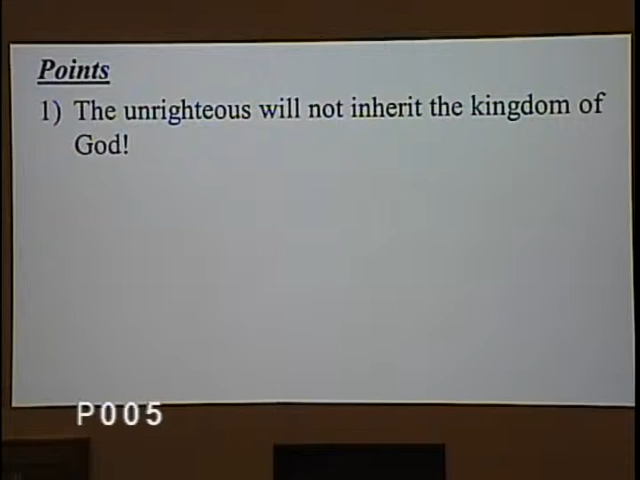 Points
1) The unrighteous will not inherit the kingdom of
God!
P005